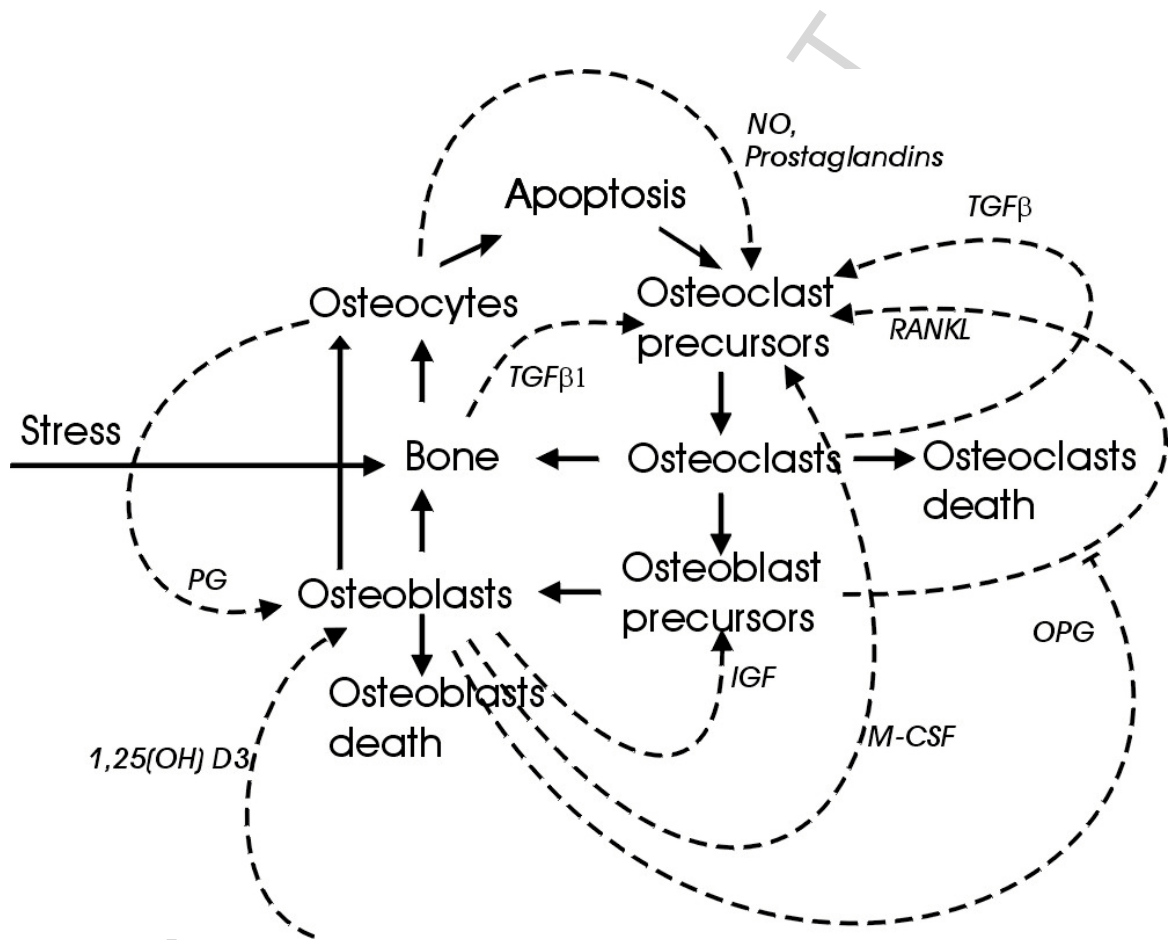 T
NO,
Prostaglandins
Apoptosis
TGFβ
Osteocytes
Osteoclast
precursors
RANKL
TGFβ1
Stress
Bone
Osteoclasts
Osteoclasts
death
PG
Osteoblasts
Osteoblast
precursors
OPG
IGF
Osteoblasts
death
M-CSF
1,25(OH) D3